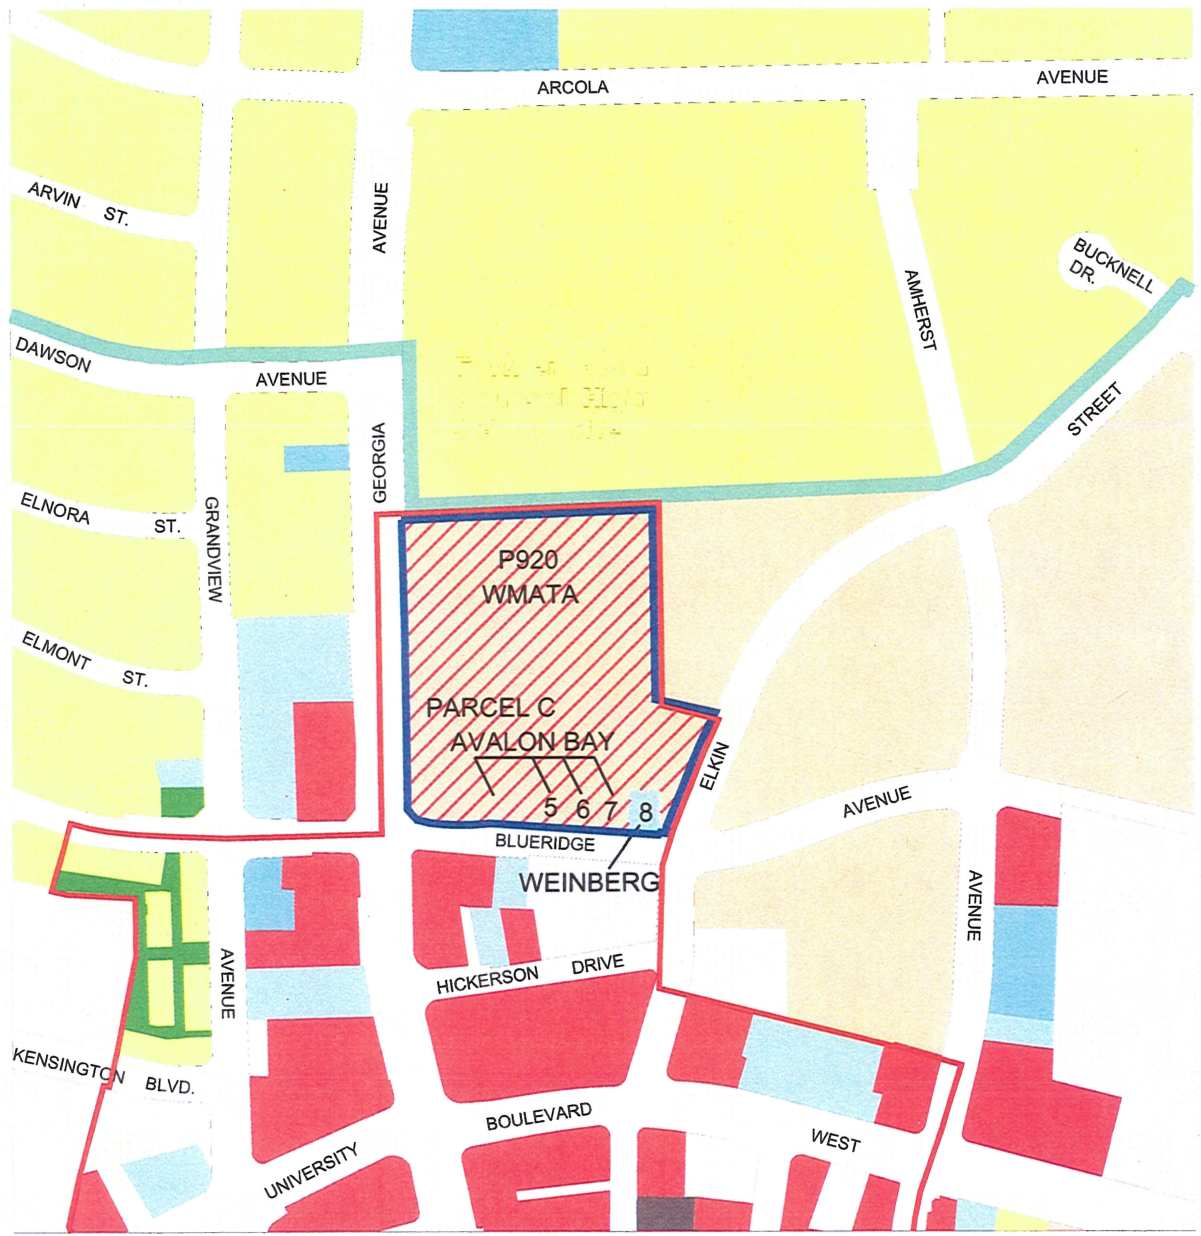 ARCOLA
AVENUE
ARVIN ST.
AVENUE
BUCKNELL
DR.
AMHERST
DAWSON
AVENUE
STREET
GEORGIA
ELNORA ST.
GRANDVIEW
P920
WMATA
ELMONT ST.
PARCEL C
AVALON BAY
ELKIN
5 6 7 8
AVENUE
BLUERIDGE
WEINBERG
AVENUE
AVENUE
HICKERSON DRIVE
KENSINGTON BLVD.
BOULEVARD
WEST
UNIVERSITY